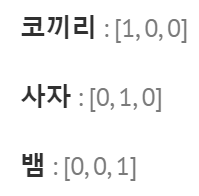 코끼리 : [1, 0, 0]
사자 : [0, 1, 0]
뱀 : [0, 0, 1]